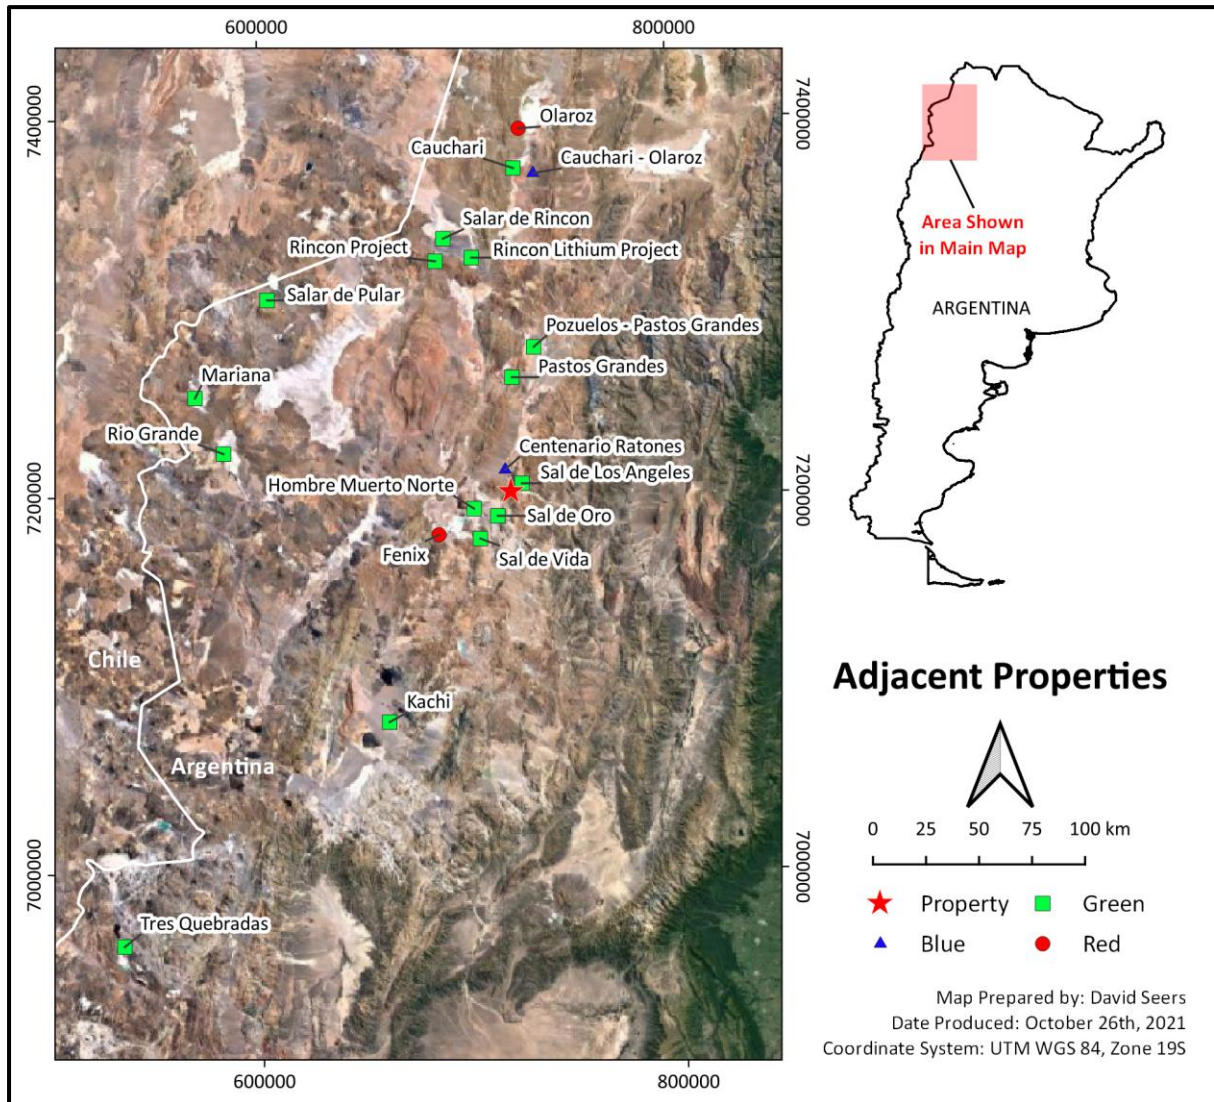 600000
800000
7400000
7400000
Olaroz
Cauchari
Cauchari - Olaroz
Salar de Rincon
Rincon Project
Rincon Lithium Project
Salar de Pular
Pozuelos - Pastos Grandes
Pastos Grandes
Mariana
Rio Grande
Centenario Ratones
Sal de Los Angeles
Hombre Muerto Norte
7200000
7200000
Sal de Oro
Fenix
Sal de Vida
Chile
Kachi
Argentina
7000000
7000000
Tres Quebradas
600000
800000
Area Shown
in Main Map
ARGENTINA
Adjacent Properties
0 25 50 75 100 km
Property
Green
Blue
Red
Map Prepared by: David Seers
Date Produced: October 26th, 2021
Coordinate System: UTM WGS 84, Zone 19S